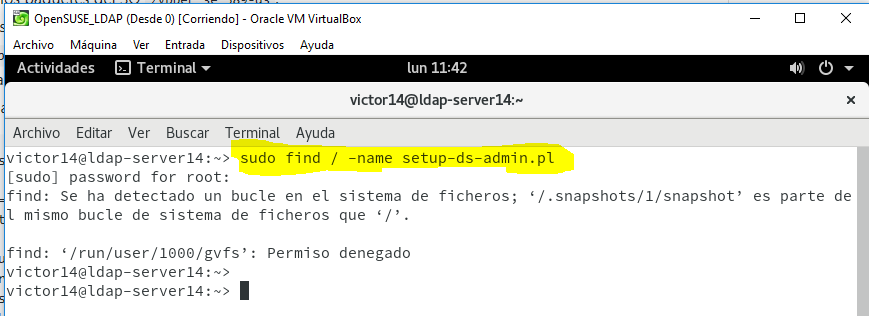 OpenSUSE_LDAP (Desde 0) [Corriendo] - Oracle VM VirtualBox
Archivo Máquina Ver Entrada Dispositivos Ayuda
Actividades Terminal lun 11:42
victor14@ldap-server14:~
Archivo Editar Ver Buscar Terminal Ayuda
victor14@ldap-server14:~> sudo find / -name setup-ds-admin.pl
[sudo] password for root:
find: Se ha detectado un bucle en el sistema de ficheros; ‘/.snapshots/1/snapshot’ es parte de
l mismo bucle de sistema de ficheros que ‘/’.
find: ‘/run/user/1000/gvfs’: Permiso denegado
victor14@ldap-server14:~>
victor14@ldap-server14:~>